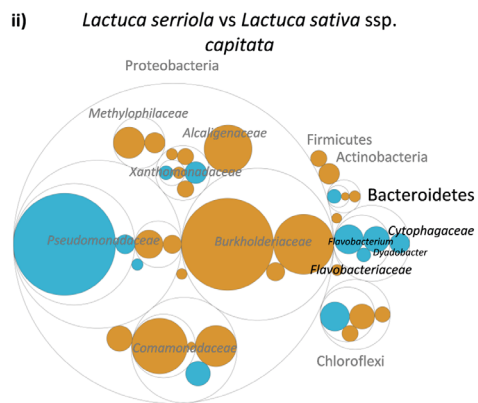 ii) Lactuca serriola vs Lactuca sativa ssp.
capitata
Proteobacteria
Methylophilaceae
Alcaligenaceae
Firmicutes
Actinobacteria
Xanthomonadaceae
Bacteroidetes
Cytophagaceae
Pseudomonadaceae
Burkholderiaceae
Flavobacterium
Dyadobacter
Flavobacteriaceae
Comamonadaceae
Chloroflexi